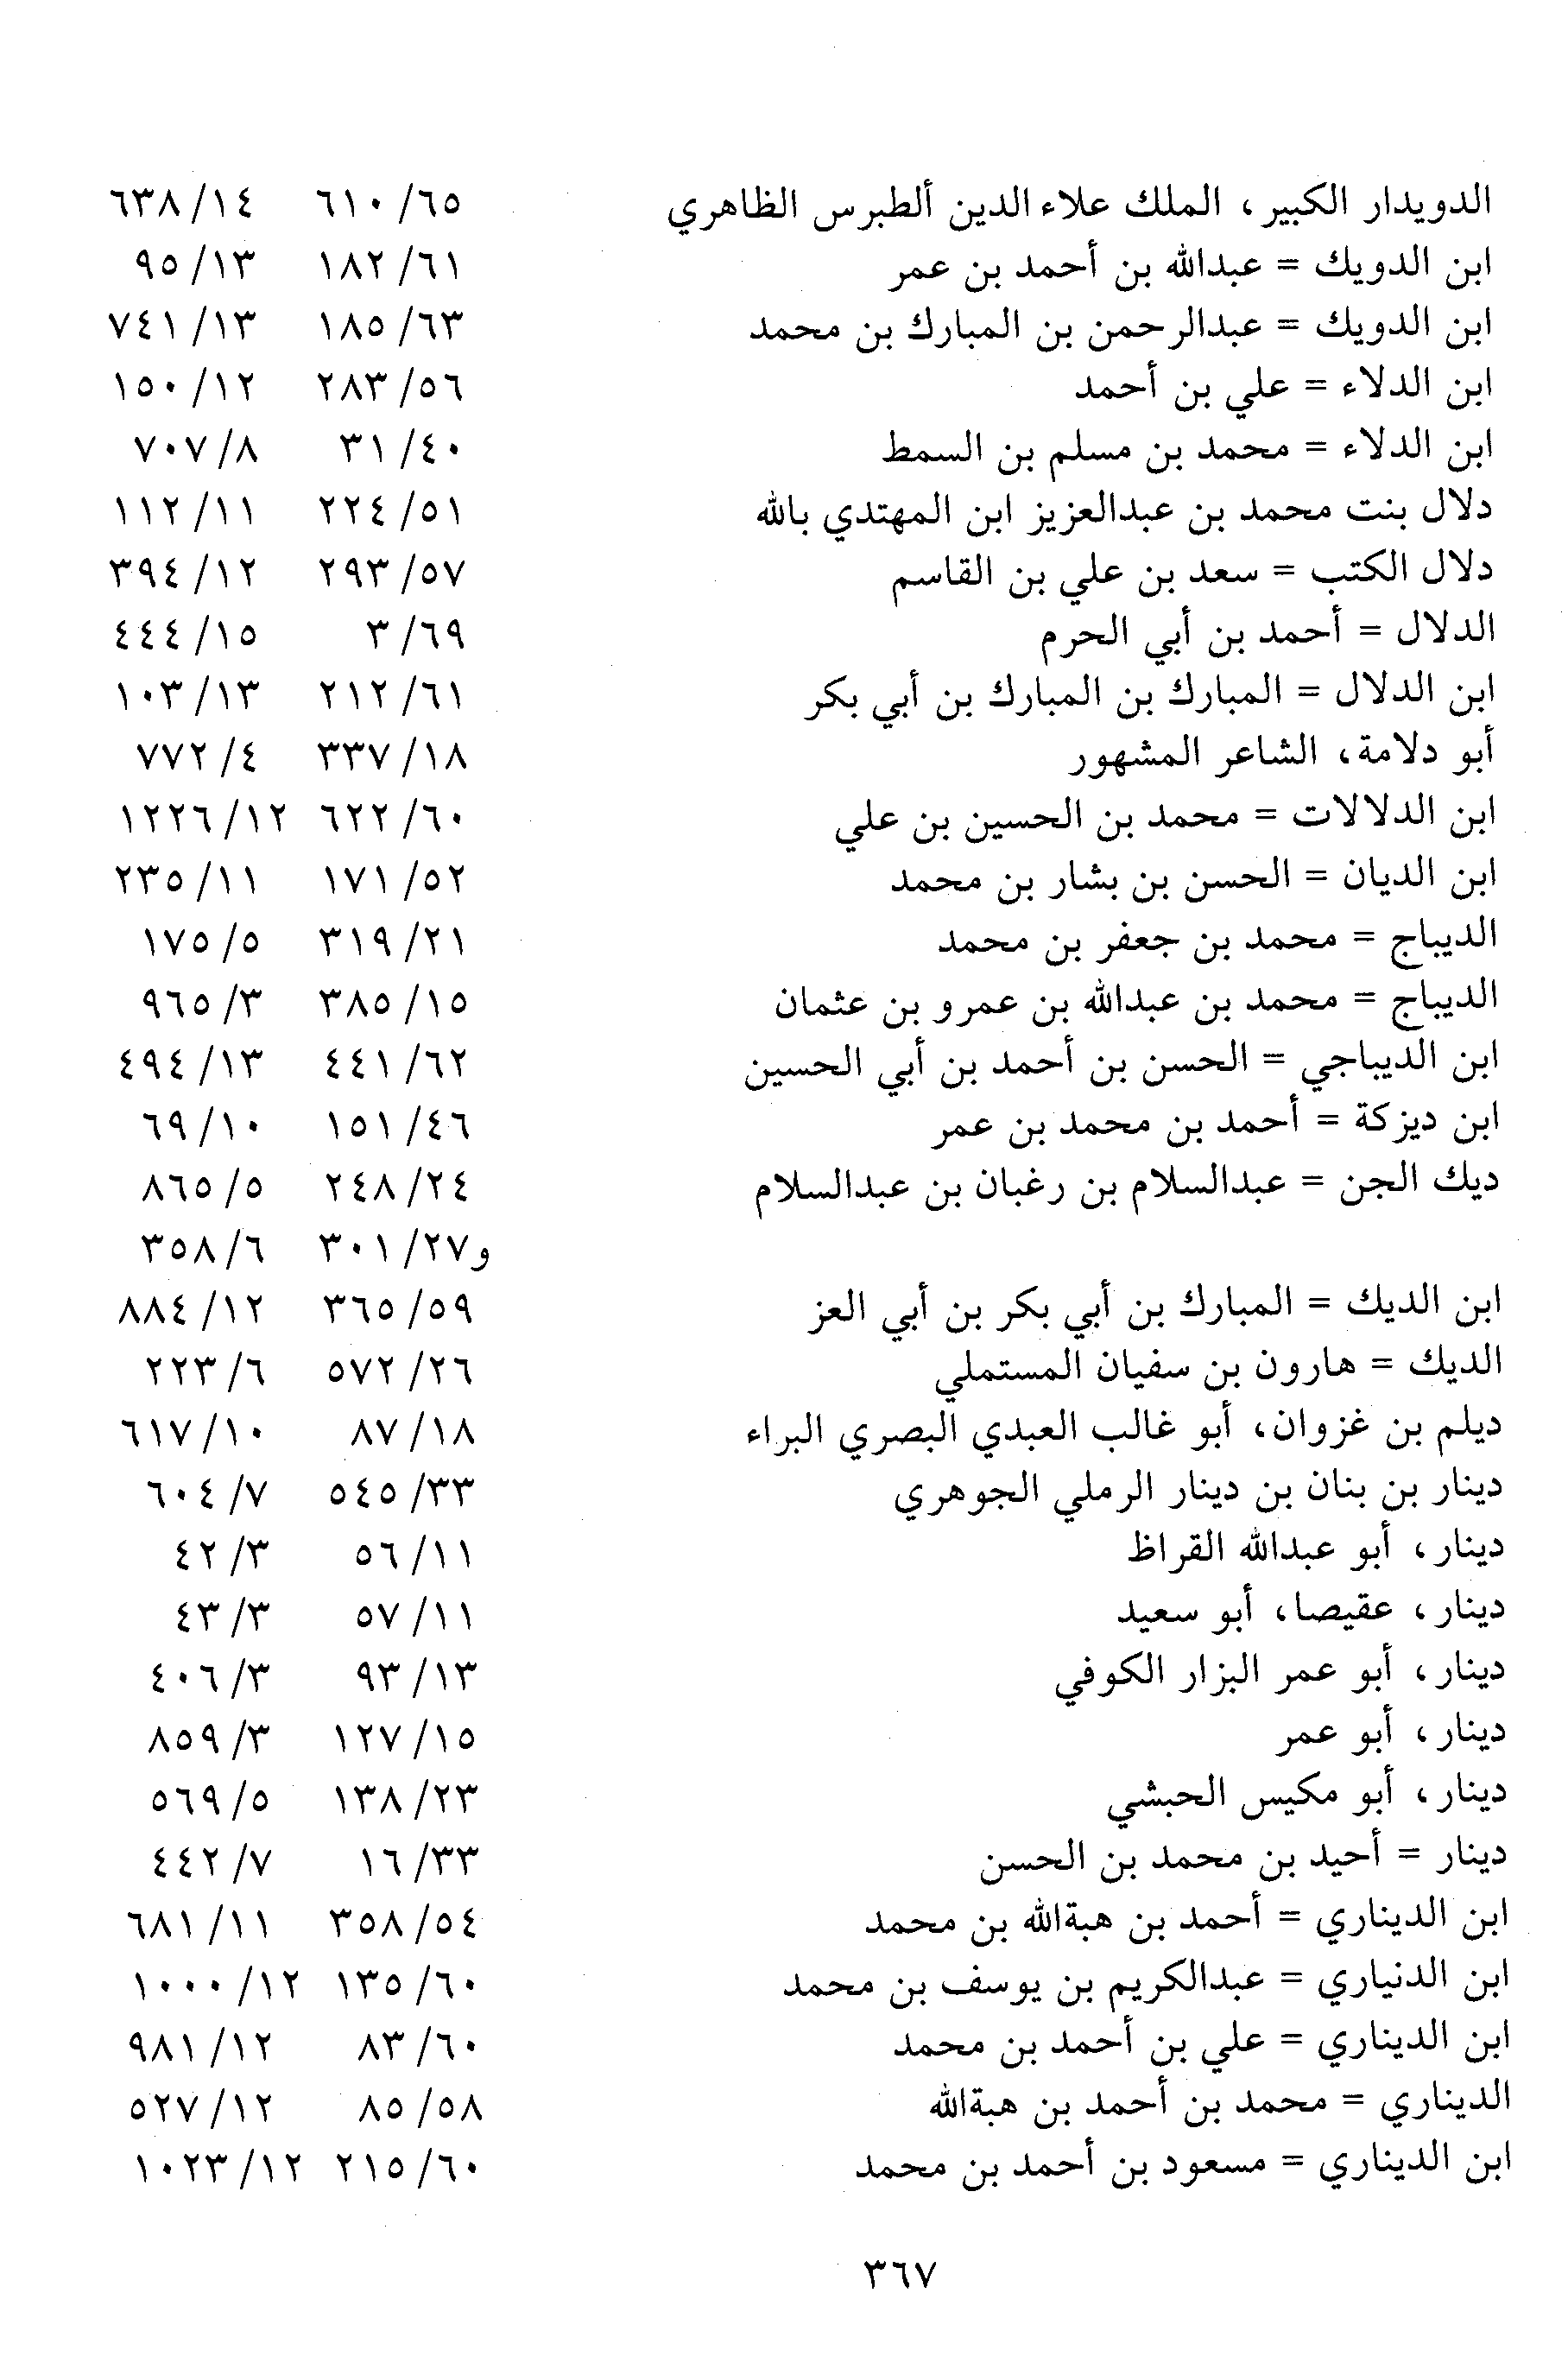 الدويدار الكبير، الملك علاء الدين ألطبرس الظاهري ٦٥/ ٦١٠ ١٤/ ٦٣٨
ابن الدويك = عبدالله بن أحمد بن عمر ٦١/ ١٨٢ ١٣/ ٩٥
ابن الدويك = عبدالرحمن بن المبارك بن محمد ٦٣/ ١٨٥ ١٣/ ٧٤١
ابن الدلاء = علي بن أحمد ٥٦/ ٢٨٣ ١٢/ ١٥٠
ابن الدلاء = محمد بن مسلم بن السمط ٤٠/ ٣١ ٨/ ٧٠٧
دلال بنت محمد بن عبدالعزيز ابن المهتدي بالله ٥١/ ٢٢٤ ١١/ ١١٢
دلال الكتب = سعد بن علي بن القاسم ٥٧/ ٢٩٣ ١٢/ ٣٩٤
الدلال = أحمد بن أبي الحرم ٦٩/ ٣ ١٥/ ٤٤٤
ابن الدلال = المبارك بن المبارك بن أبي بكر ٦١/ ٢١٢ ١٣/ ١٠٣
أبو دلامة، الشاعر المشهور ١٨/ ٣٣٧ ٤/ ٧٧٢
ابن الدلالات = محمد بن الحسين بن علي ٦٠/ ٦٢٢ ١٢/ ١٢٢٦
ابن الديان = الحسن بن بشار بن محمد ٥٢/ ١٧١ ١١/ ٢٣٥
الديباج = محمد بن جعفر بن محمد ٢١/ ٣١٩ ٥/ ١٧٥
الديباج = محمد بن عبدالله بن عمرو بن عثمان ١٥/ ٣٨٥ ٣/ ٩٦٥
ابن الديباجي = الحسن بن أحمد بن أبي الحسين ٦٢/ ٤٤١ ١٣/ ٤٩٤
ابن ديزكة = أحمد بن محمد بن عمر ٤٦/ ١٥١ ١٠/ ٦٩
ديك الجن = عبدالسلام بن رغبان بن عبدالسلام ٢٤/ ٢٤٨ ٥/ ٨٦٥
و٢٧/ ٣٠١ ٦/ ٣٥٨
ابن الديك = المبارك بن أبي بكر بن أبي العز ٥٩/ ٣٦٥ ١٢/ ٨٨٤
الديك = هارون بن سفيان المستملي ٢٦/ ٥٧٢ ٦/ ٢٢٣
ديلم بن غزوان، أبو غالب العبدي البصري البراء ١٨/ ٨٧ ١٠/ ٦١٧
دينار بن بنان بن دينار الرملي الجوهري ٣٣/ ٥٤٥ ٧/ ٦٠٤
دينار، أبو عبدالله القراظ ١١/ ٥٦ ٣/ ٤٢
دينار، عقيصا، أبو سعيد ١١/ ٥٧ ٣/ ٤٣
دينار، أبو عمر البزار الكوفي ١٣/ ٩٣ ٣/ ٤٠٦
دينار، أبو عمر ١٥/ ١٢٧ ٣/ ٨٥٩
دينار، أبو مكيس الحبشي ٢٣/ ١٣٨ ٥/ ٥٦٩
دينار = أحيد بن محمد بن الحسن ٣٣/ ١٦ ٧/ ٤٤٢
ابن الديناري = أحمد بن هبةالله بن محمد ٥٤/ ٣٥٨ ١١/ ٦٨١
ابن الدنياري = عبدالكريم بن يوسف بن محمد ٦٠/ ١٣٥ ١٢/ ١٠٠٠
ابن الديناري = علي بن أحمد بن محمد ٦٠/ ٨٣ ١٢/ ٩٨١
الديناري = محمد بن أحمد بن هبةالله ٥٨/ ٨٥ ١٢/ ٥٢٧
ابن الديناري = مسعود بن أحمد بن محمد ٦٠/ ٢١٥ ١٢/ ١٠٢٣
٣٦٧